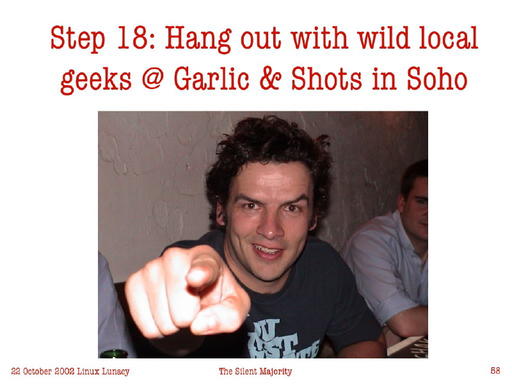 Step 18: Hang out with wild local
geeks @ Garlic & Shots in Soho
22 October 2002 Linux Lunacy
The Silent Majority
58